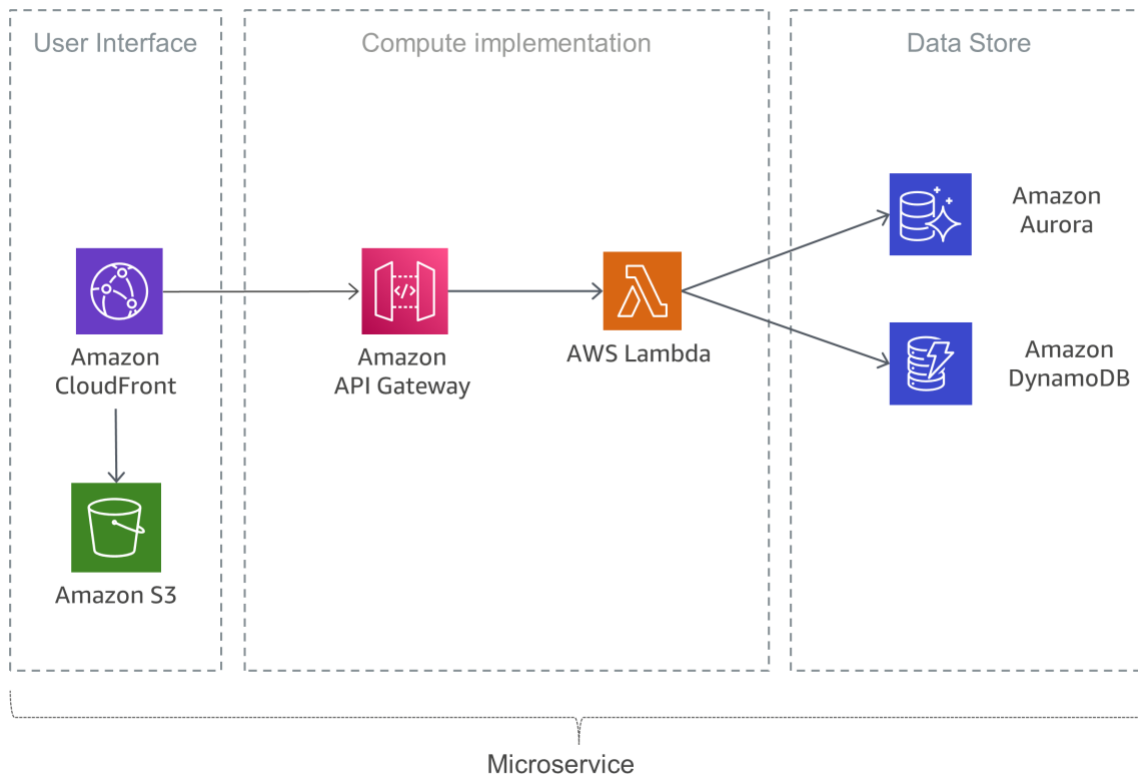 User Interface
Compute implementation
Data Store
Amazon
Aurora
</>
Amazon
CloudFront
Amazon
API Gateway
AWS Lambda
Amazon
DynamoDB
Amazon S3
Microservice